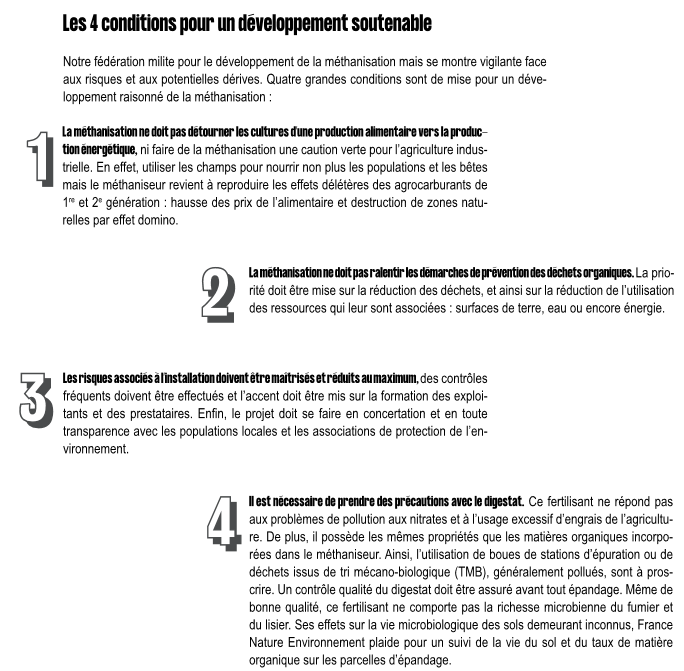 Les 4 conditions pour un développement soutenable
Notre fédération milite pour le développement de la méthanisation mais se montre vigilante face
aux risques et aux potentielles dérives. Quatre grandes conditions sont de mise pour un déve-
loppement raisonné de la méthanisation :
1
La méthanisation ne doit pas détourner les cultures d'une production alimentaire vers la produc-
tion énergétique, ni faire de la méthanisation une caution verte pour l'agriculture indus-
trielle. En effet, utiliser les champs pour nourrir non plus les populations et les bêtes
mais le méthaniseur revient à reproduire les effets délétères des agrocarburants de
1re et 2e génération : hausse des prix de l'alimentaire et destruction de zones natu-
relles par effet domino.
2
La méthanisation ne doit pas ralentir les démarches de prévention des déchets organiques. La prio-
rité doit être mise sur la réduction des déchets, et ainsi sur la réduction de l'utilisation
des ressources qui leur sont associées : surfaces de terre, eau ou encore énergie.
3
Les risques associés à l'installation doivent être maîtrisés et réduits au maximum, des contrôles
fréquents doivent être effectués et l'accent doit être mis sur la formation des exploi-
tants et des prestataires. Enfin, le projet doit se faire en concertation et en toute
transparence avec les populations locales et les associations de protection de l'en-
vironnement.
4
Il est nécessaire de prendre des précautions avec le digestat. Ce fertilisant ne répond pas
aux problèmes de pollution aux nitrates et à l'usage excessif d'engrais de l'agricultu-
re. De plus, il possède les mêmes propriétés que les matières organiques incorpo-
rées dans le méthaniseur. Ainsi, l'utilisation de boues de stations d'épuration ou de
déchets issus de tri mécano-biologique (TMB), généralement pollués, sont à pros-
crire. Un contrôle qualité du digestat doit être assuré avant tout épandage. Même de
bonne qualité, ce fertilisant ne comporte pas la richesse microbienne du fumier et
du lisier. Ses effets sur la vie microbiologique des sols demeurant inconnus, France
Nature Environnement plaide pour un suivi de la vie du sol et du taux de matière
organique sur les parcelles d'épandage.